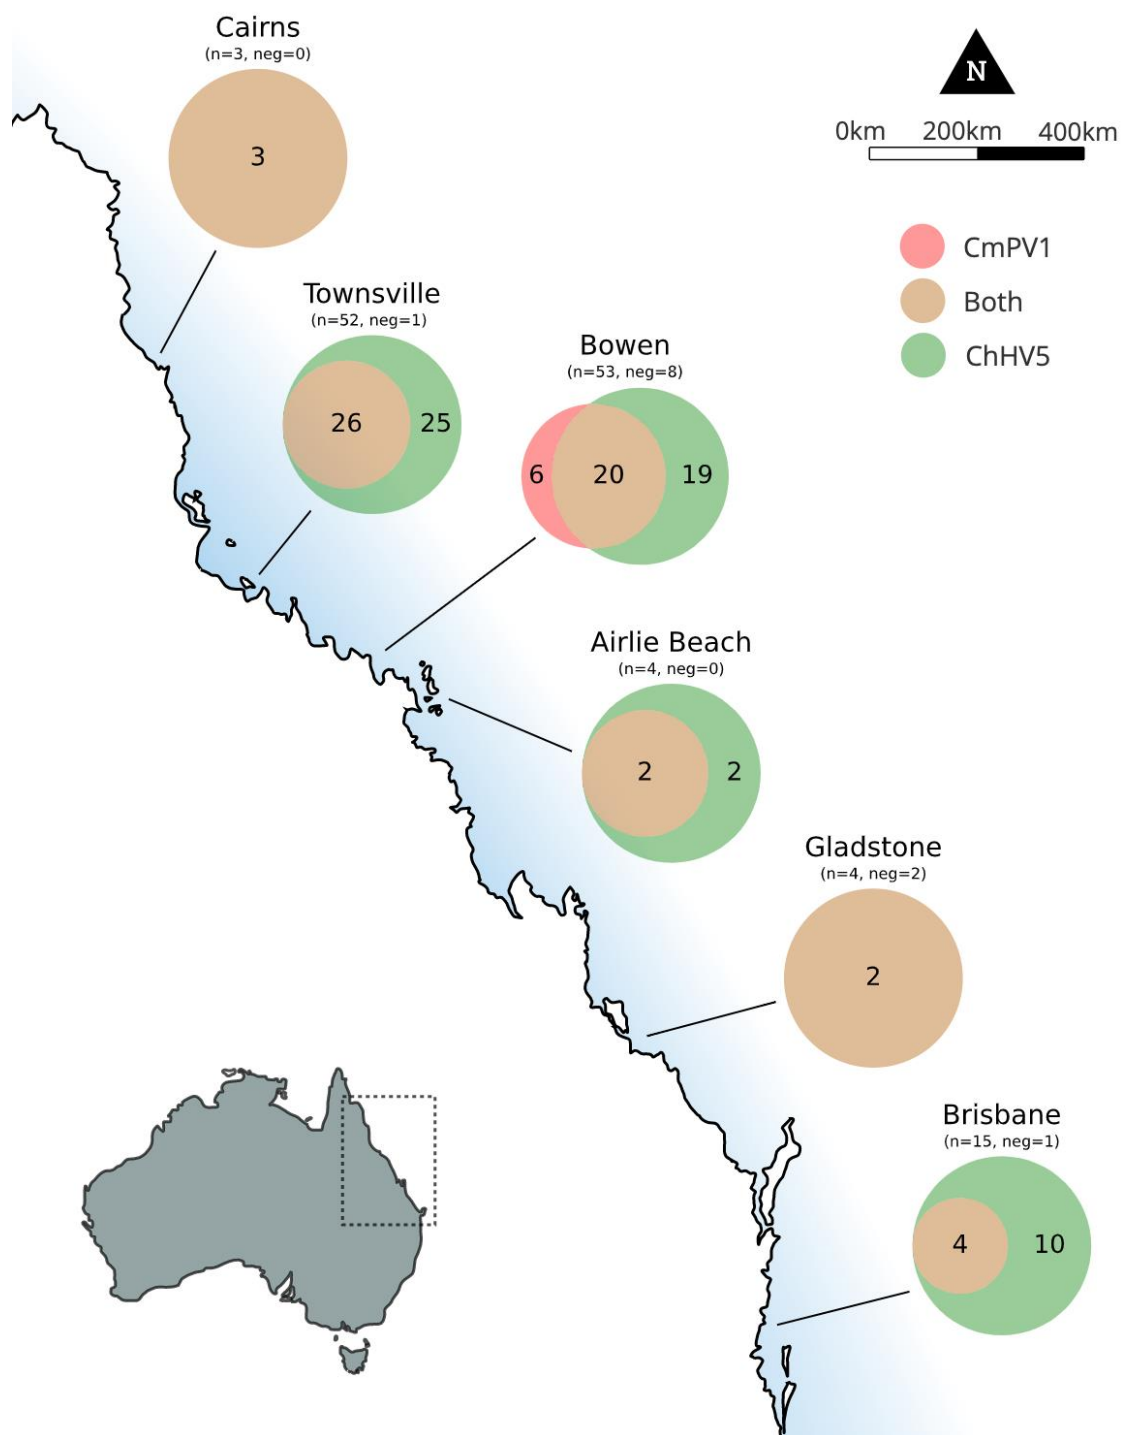 Cairns
(n=3, neg=0)
3
N
0km 200km 400km
CmPV1
Both
ChHV5
Townsville
(n=52, neg=1)
26 25
Bowen
(n=53, neg=8)
6 20 19
Airlie Beach
(n=4, neg=0)
2 2
Gladstone
(n=4, neg=2)
2
Brisbane
(n=15, neg=1)
4 10